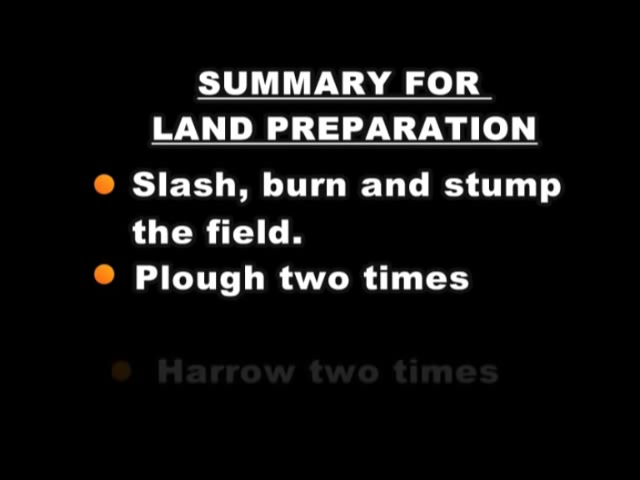 SUMMARY FOR
LAND PREPARATION
Slash, burn and stump
the field.
Plough two times
Harrow two times